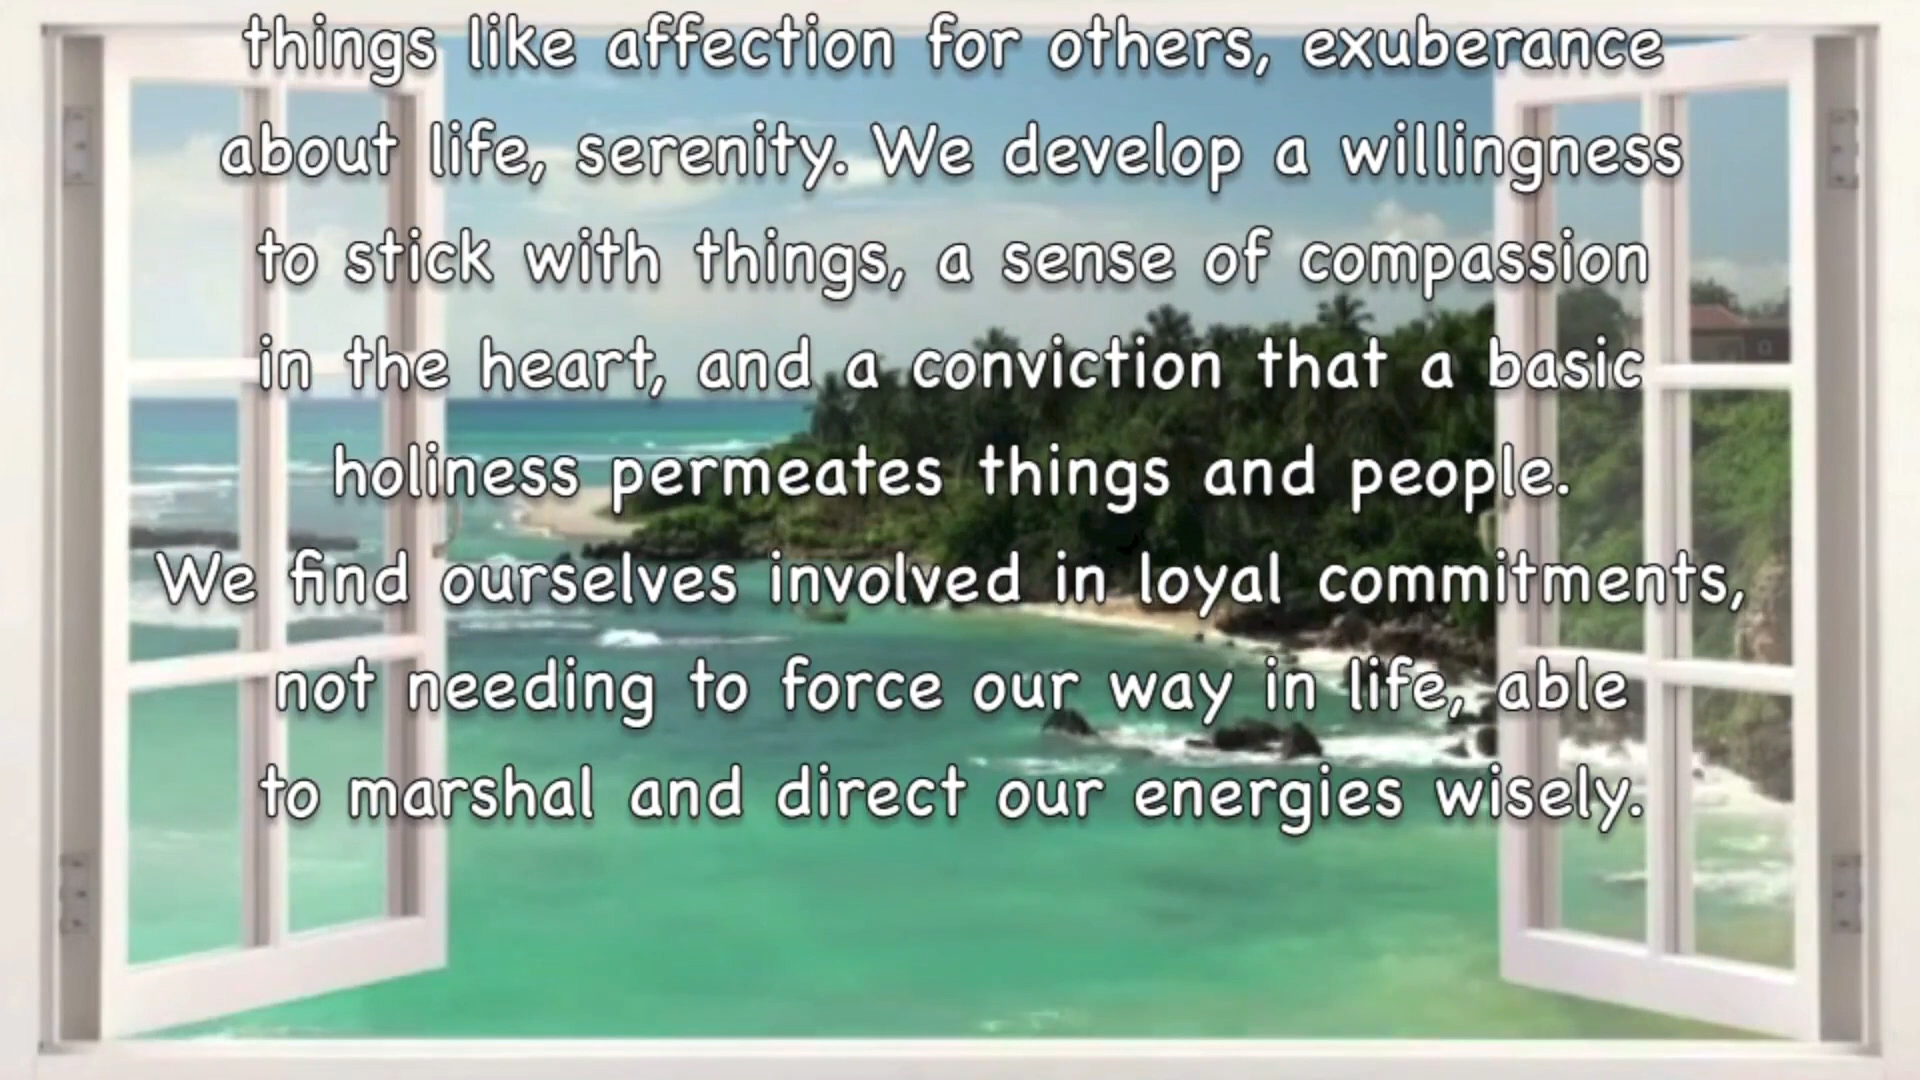 things like affection for others, exuberance
about life, serenity. We develop a willingness
to stick with things, a sense of compassion
in the heart, and a conviction that a basic
holiness permeates things and people.
We find ourselves involved in loyal commitments,
not needing to force our way in life, able
to marshal and direct our energies wisely.